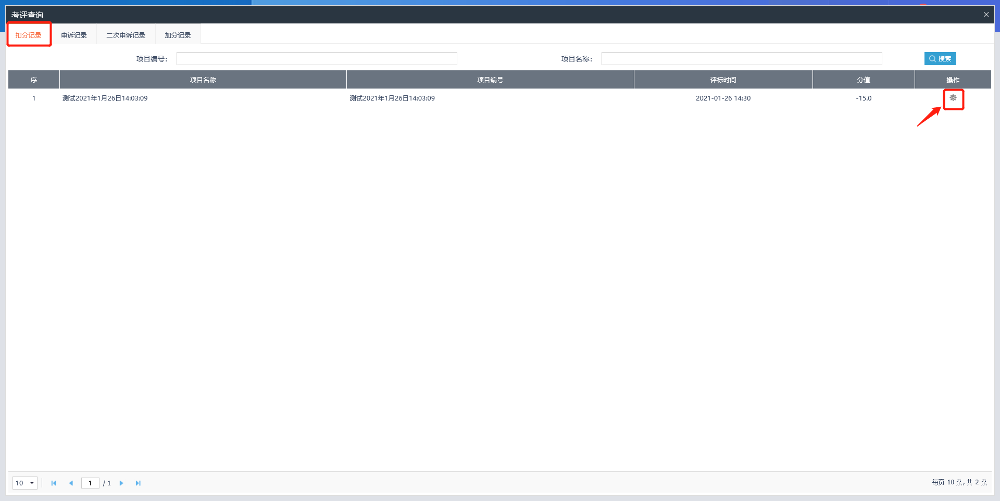 考评查询
扣分记录 申诉记录 二次申诉记录 加分记录
项目编号： 项目名称： 搜索
序 项目名称 项目编号 评标时间 分值 操作
1 测试2021年1月26日14:03:09 测试2021年1月26日14:03:09 2021-01-26 14:30 -15.0
10 1 / 1 每页 10 条, 共 2 条